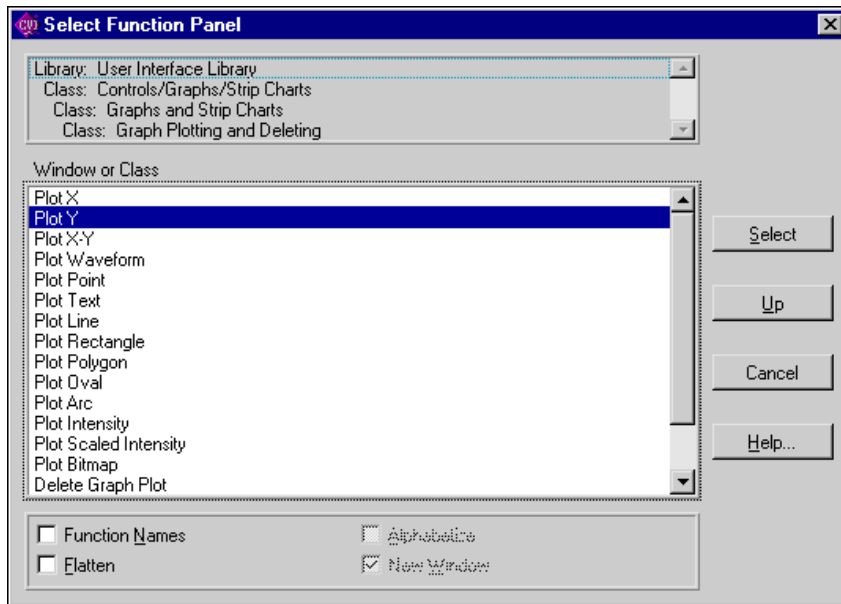 CVI Select Function Panel
Library: User Interface Library
Class: Controls/Graphs/Strip Charts
Class: Graphs and Strip Charts
Class: Graph Plotting and Deleting
Window or Class
Plot X
Plot Y
Plot X-Y
Plot Waveform
Plot Point
Plot Text
Plot Line
Plot Rectangle
Plot Polygon
Plot Oval
Plot Arc
Plot Intensity
Plot Scaled Intensity
Plot Bitmap
Delete Graph Plot
Select
Up
Cancel
Help...
Function Names
Alphabetize
Flatten
New Window